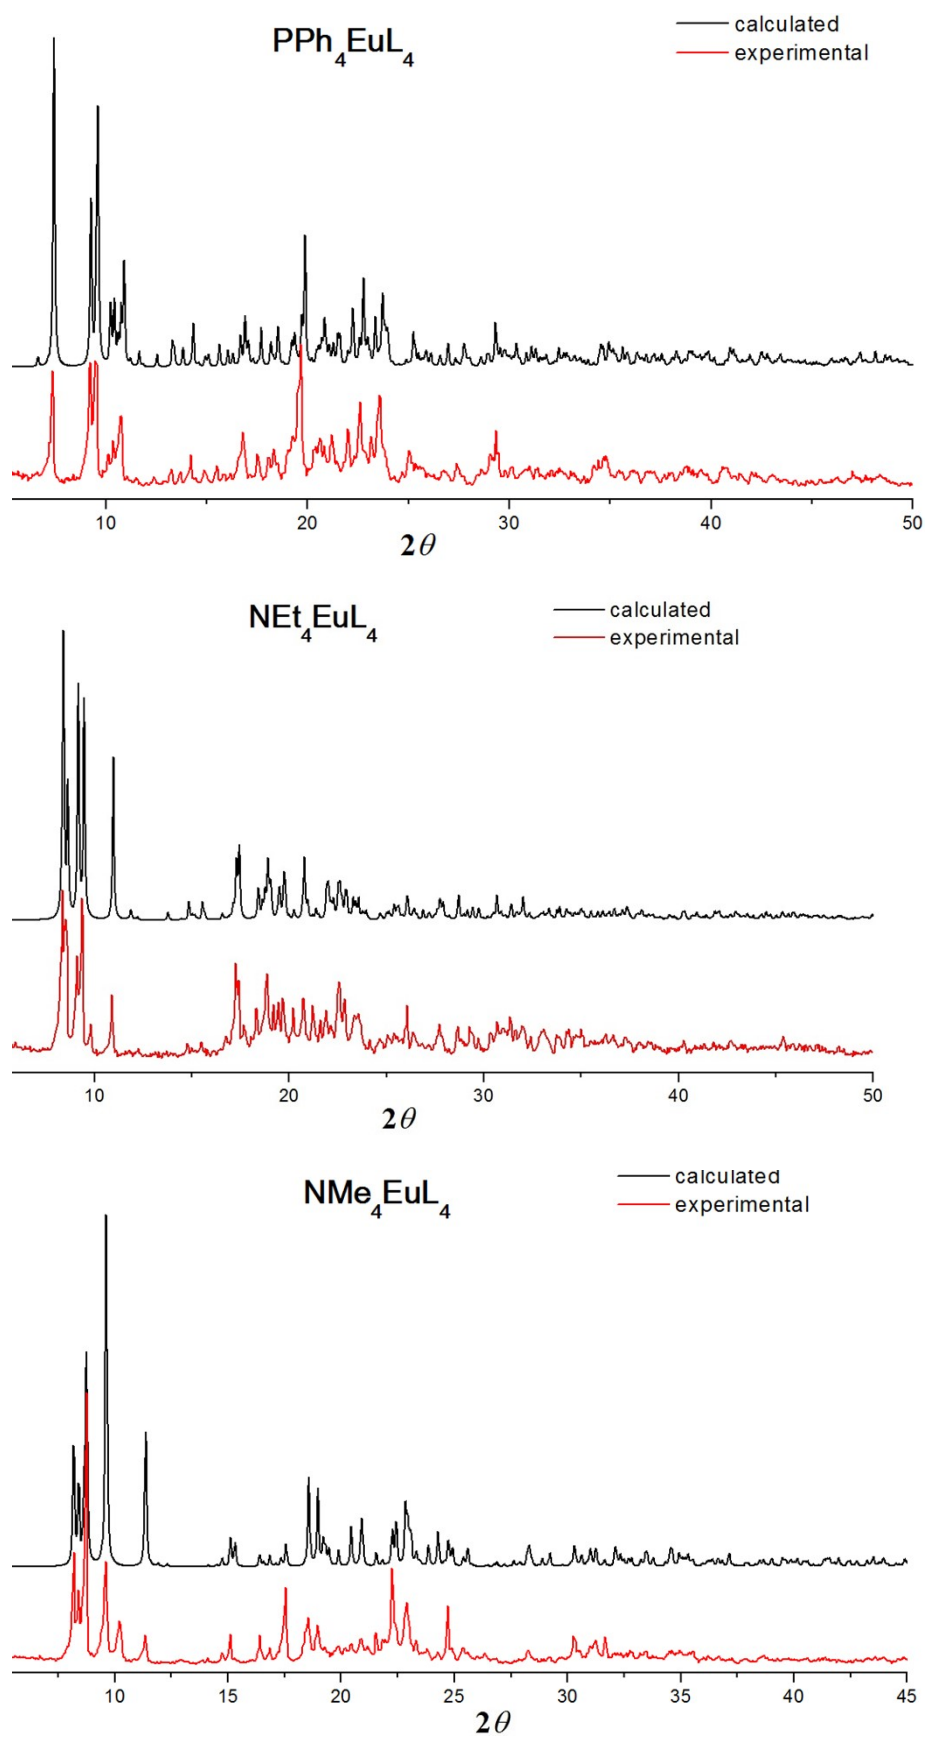 PPh4EuL4
calculated
experimental
10 20 30 40 50
2θ
NEt4EuL4
calculated
experimental
10 20 30 40 50
2θ
NMe4EuL4
calculated
experimental
10 15 20 25 30 35 40 45
2θ